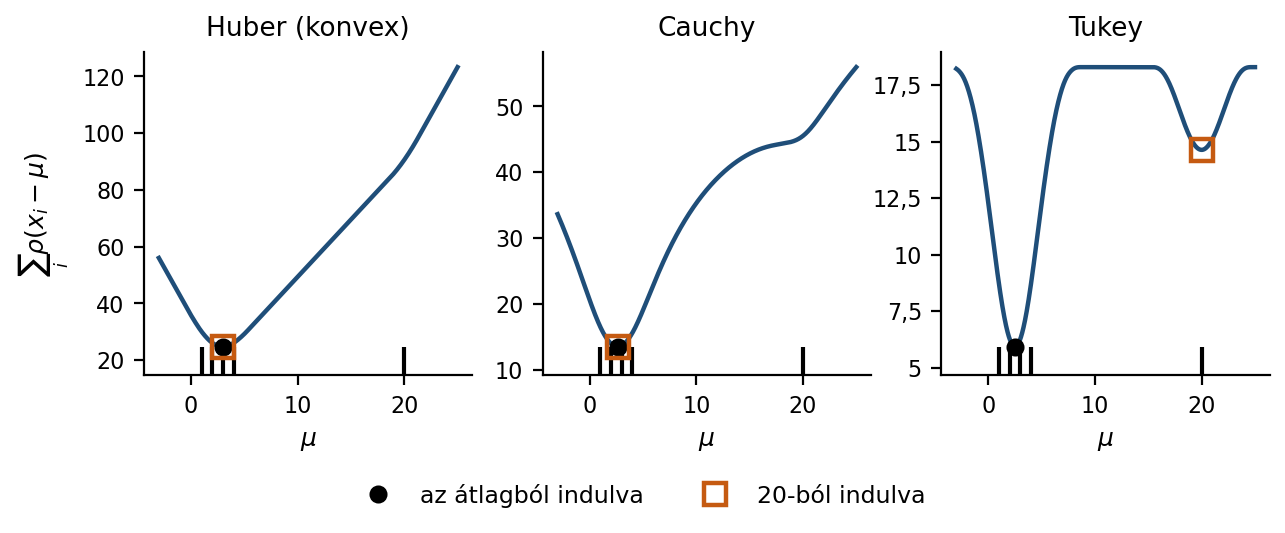 Huber (konvex)
Cauchy
Tukey
∑ᵢ ρ(xᵢ − μ)
120
100
80
60
40
20
0
10
20
μ
50
40
30
20
10
0
10
20
μ
17,5
15
12,5
10
7,5
5
0
10
20
μ
az átlagból indulva
20-ból indulva